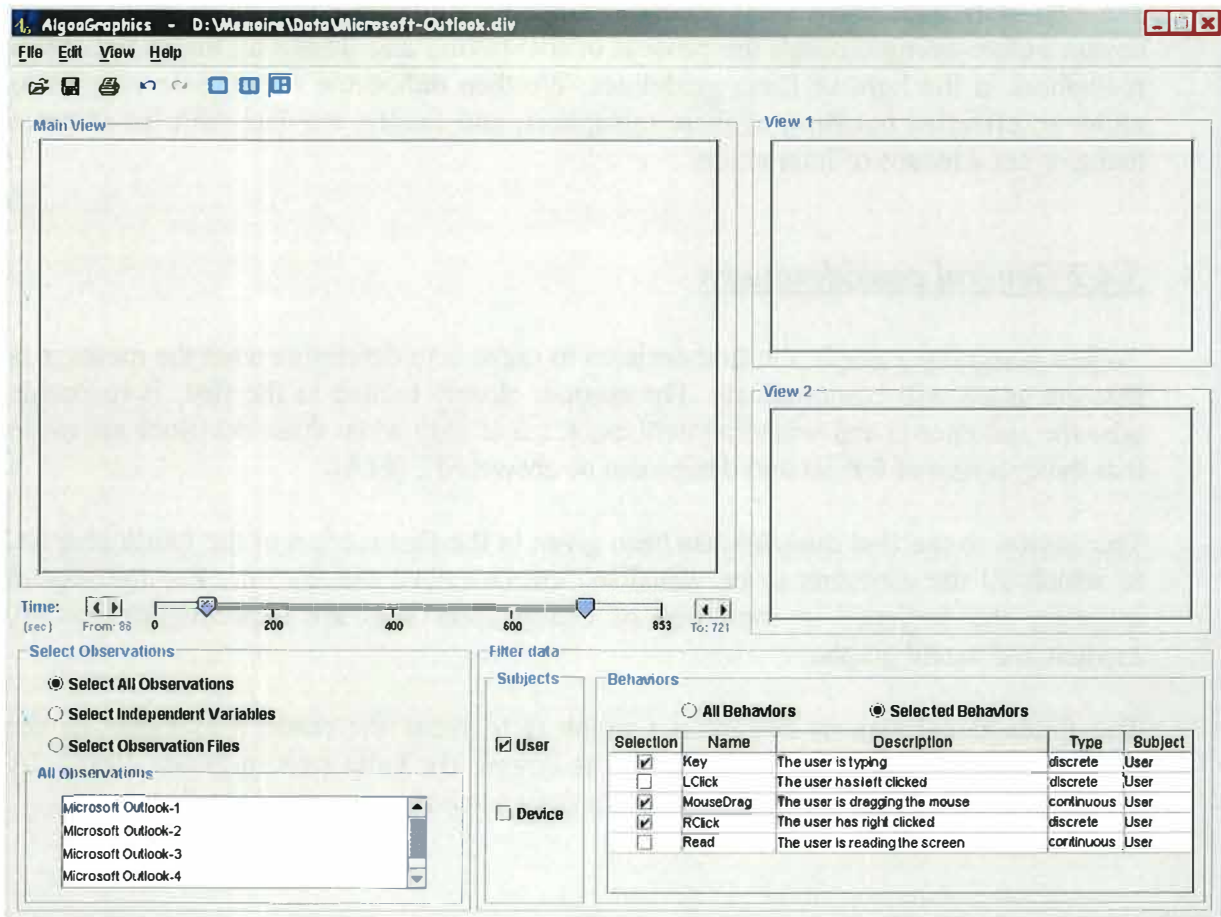 AlgoaGraphics - D:\Memoire\Data\Microsoft-Outlook.div
File Edit View Help
Main View
View 1
View 2
Time:
(sec)
From: 88
0 200 400 600 853
To: 721
Select Observations
Select All Observations
Select Independent Variables
Select Observation Files
All Observations
Microsoft Outlook-1
Microsoft Outlook-2
Microsoft Outlook-3
Microsoft Outlook-4
Filter data
Subjects
User
Device
Behaviors
All Behaviors Selected Behaviors
Selection Name Description Type Subject
Key The user is typing discrete User
LClick The user has left clicked discrete User
MouseDrag The user is dragging the mouse continuous User
RClick The user has right clicked discrete User
Read The user is reading the screen continuous User